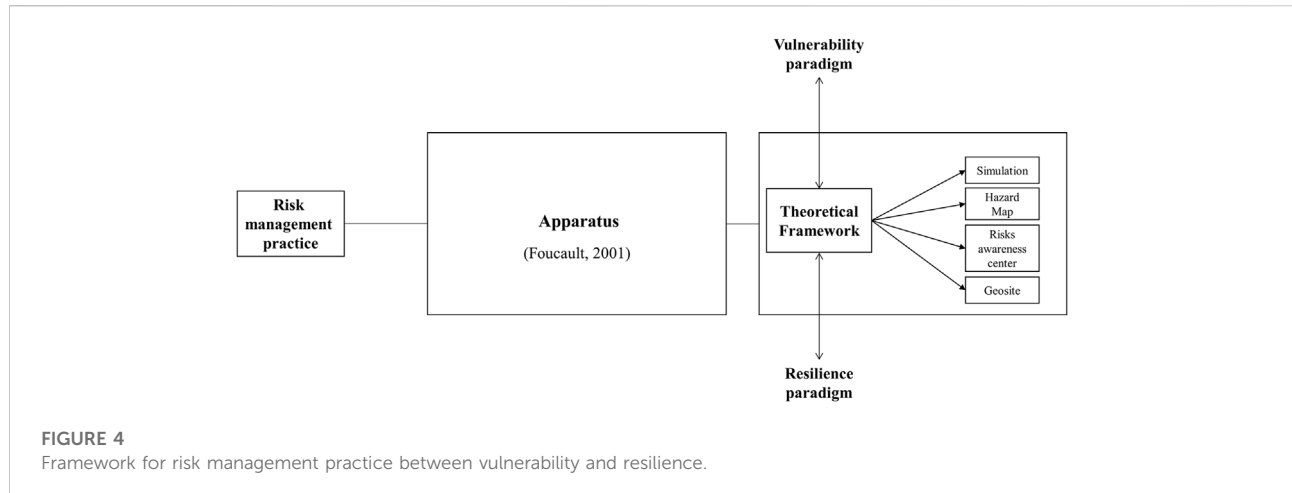 Vulnerability
paradigm
Risk
management
practice
Apparatus
(Foucault, 2001)
Theoretical
Framework
Simulation
Hazard
Map
Risks
awareness
center
Geosite
Resilience
paradigm
FIGURE 4
Framework for risk management practice between vulnerability and resilience.